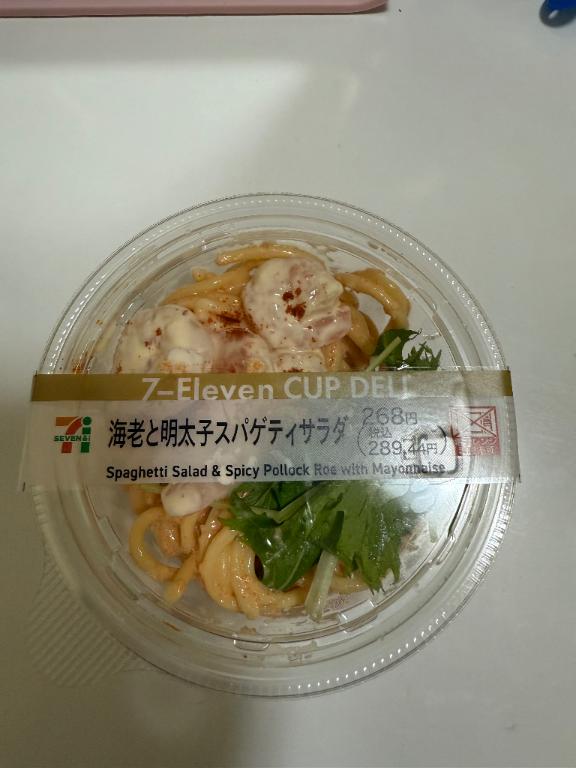 7-Eleven CUP DELI
SEVEN&i
海老と明太子スパゲティサラダ
268円
(税込 289.44円)
Spaghetti Salad & Spicy Pollock Roe with Mayonnaise